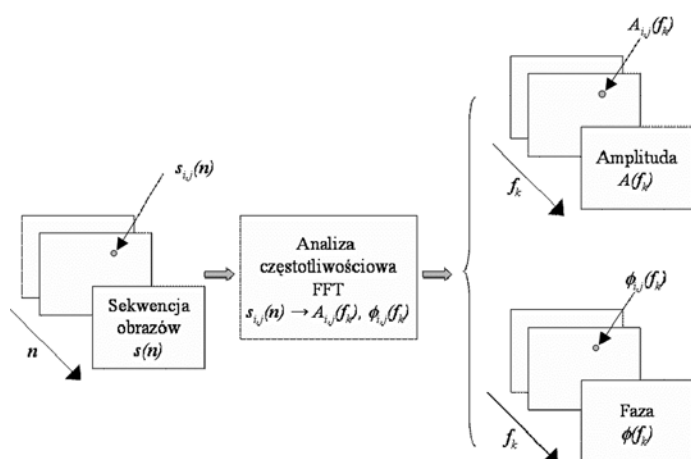 s_{i,j}(n)
Sekwencja
obrazów
s(n)
n
Analiza
częstotliwościowa
FFT
s_{i,j}(n) → A_{i,j}(f_k), ϕ_{i,j}(f_k)
A_{i,j}(f_k)
Amplituda
A(f_k)
f_k
ϕ_{i,j}(f_k)
Faza
ϕ(f_k)
f_k